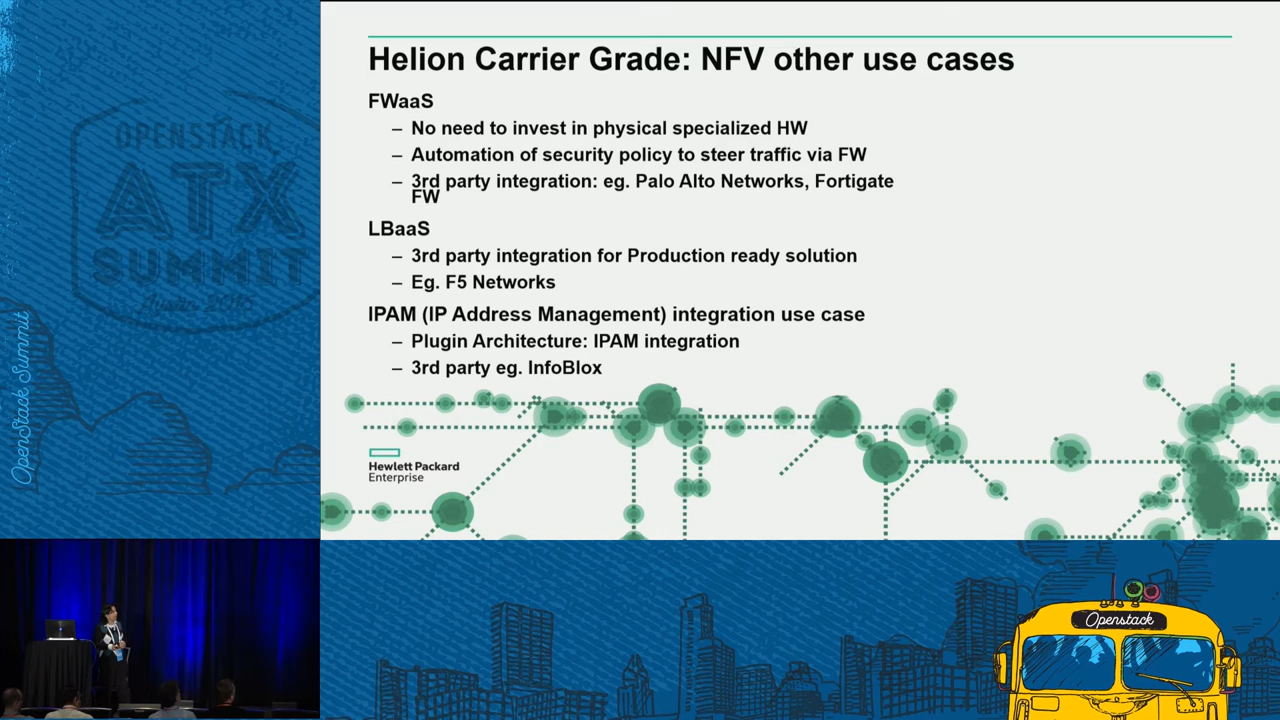 Helion Carrier Grade: NFV other use cases
FWaaS
– No need to invest in physical specialized HW
– Automation of security policy to steer traffic via FW
– 3rd party integration: eg. Palo Alto Networks, Fortigate
FW
LBaaS
– 3rd party integration for Production ready solution
– Eg. F5 Networks
IPAM (IP Address Management) integration use case
– Plugin Architecture: IPAM integration
– 3rd party eg. InfoBlox
Hewlett Packard
Enterprise
OPENSTACK
ATX
SUMMIT
Austin 2016
OpenStack Summit
Openstack